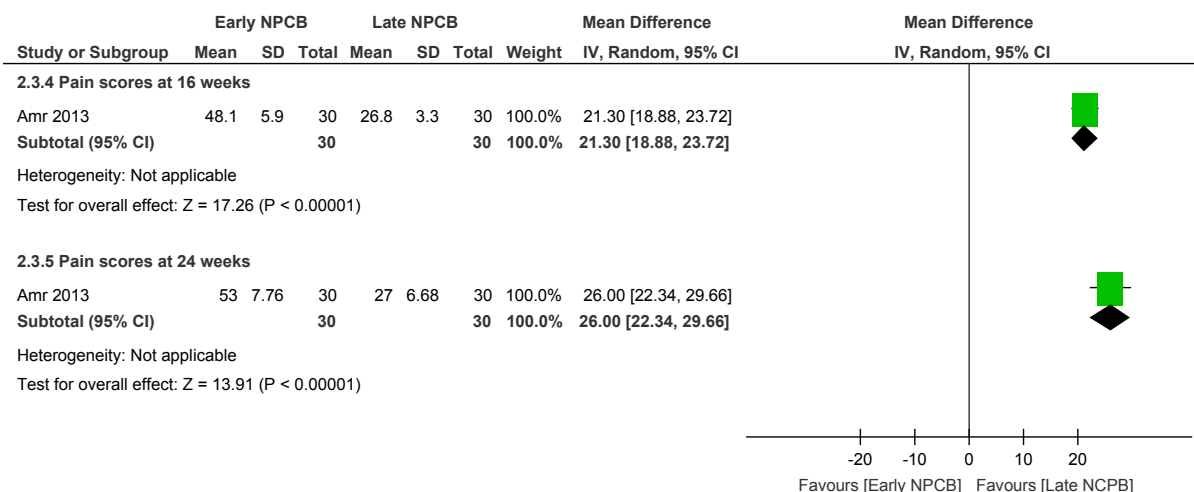 Early NPCB Late NPCB Mean Difference Mean Difference
Study or Subgroup Mean SD Total Mean SD Total Weight IV, Random, 95% CI IV, Random, 95% CI
2.3.4 Pain scores at 16 weeks
Amr 2013 48.1 5.9 30 26.8 3.3 30 100.0% 21.30 [18.88, 23.72]
Subtotal (95% CI) 30 30 100.0% 21.30 [18.88, 23.72]
Heterogeneity: Not applicable
Test for overall effect: Z = 17.26 (P < 0.00001)
2.3.5 Pain scores at 24 weeks
Amr 2013 53 7.76 30 27 6.68 30 100.0% 26.00 [22.34, 29.66]
Subtotal (95% CI) 30 30 100.0% 26.00 [22.34, 29.66]
Heterogeneity: Not applicable
Test for overall effect: Z = 13.91 (P < 0.00001)
-20 -10 0 10 20
Favours [Early NPCB] Favours [Late NCPB]